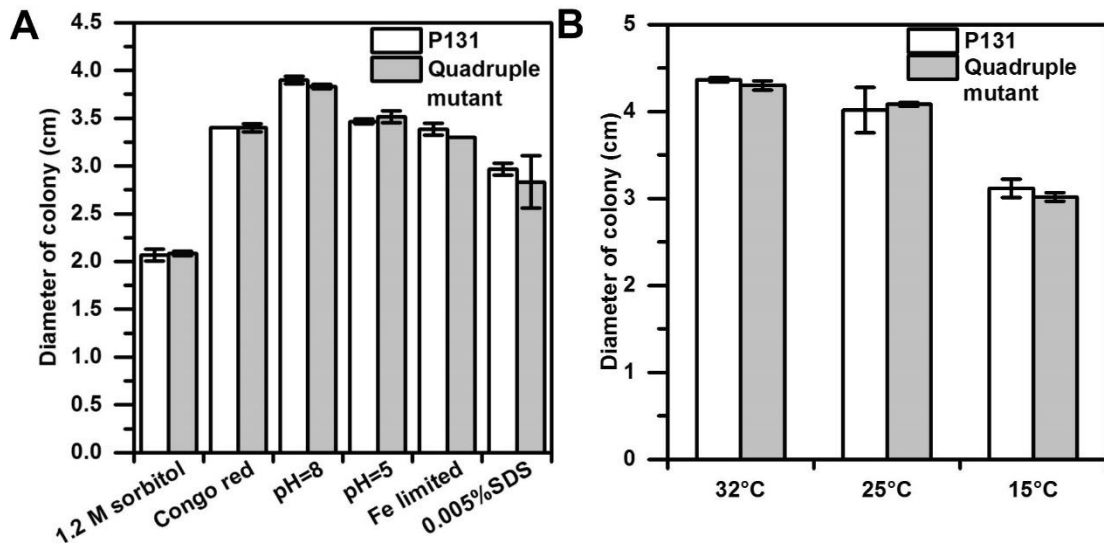 A
Diameter of colony (cm)
4.5
4.0
3.5
3.0
2.5
2.0
1.5
1.0
0.5
0.0
P131
Quadruple
mutant
1.2 M sorbitol
Congo red
pH=8
pH=5
Fe limited
0.005%SDS
B
Diameter of colony (cm)
5
4
3
2
1
0
P131
Quadruple
mutant
32°C
25°C
15°C